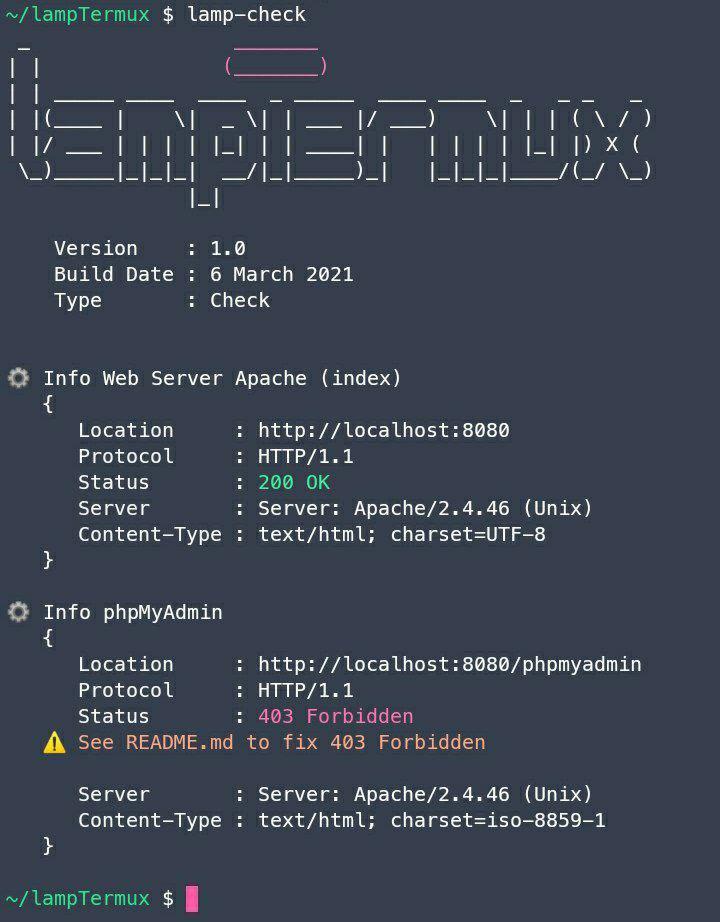 ~/lampTermux $ lamp-check
LampTermux
Version : 1.0
Build Date : 6 March 2021
Type : Check
Info Web Server Apache (index)
{
Location : http://localhost:8080
Protocol : HTTP/1.1
Status : 200 OK
Server : Server: Apache/2.4.46 (Unix)
Content-Type : text/html; charset=UTF-8
}
Info phpMyAdmin
{
Location : http://localhost:8080/phpmyadmin
Protocol : HTTP/1.1
Status : 403 Forbidden
⚠️ See README.md to fix 403 Forbidden
Server : Server: Apache/2.4.46 (Unix)
Content-Type : text/html; charset=iso-8859-1
}
~/lampTermux $